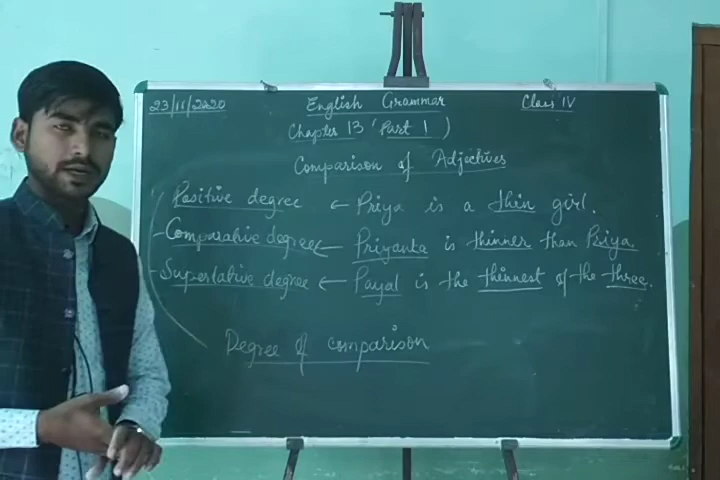 23/11/2020 English Grammar Class IV
Chapter 13 (Part 1)
Comparison of Adjectives
Positive degree ← Priya is a thin girl.
Comparative degree ← Priyanka is thinner than Priya.
Superlative degree ← Payal is the thinnest of the three.
Degree of comparison